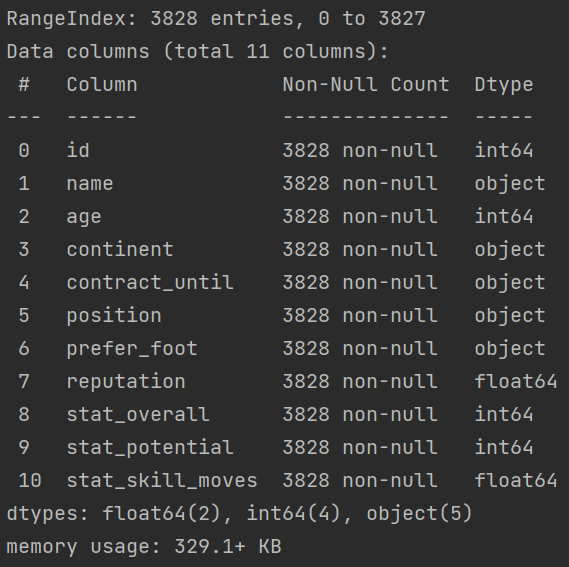 RangeIndex: 3828 entries, 0 to 3827
Data columns (total 11 columns):
 #   Column            Non-Null Count  Dtype
---  ------            --------------  -----
 0   id                3828 non-null   int64
 1   name              3828 non-null   object
 2   age               3828 non-null   int64
 3   continent         3828 non-null   object
 4   contract_until    3828 non-null   object
 5   position          3828 non-null   object
 6   prefer_foot       3828 non-null   object
 7   reputation        3828 non-null   float64
 8   stat_overall      3828 non-null   int64
 9   stat_potential    3828 non-null   int64
 10  stat_skill_moves  3828 non-null   float64
dtypes: float64(2), int64(4), object(5)
memory usage: 329.1+ KB